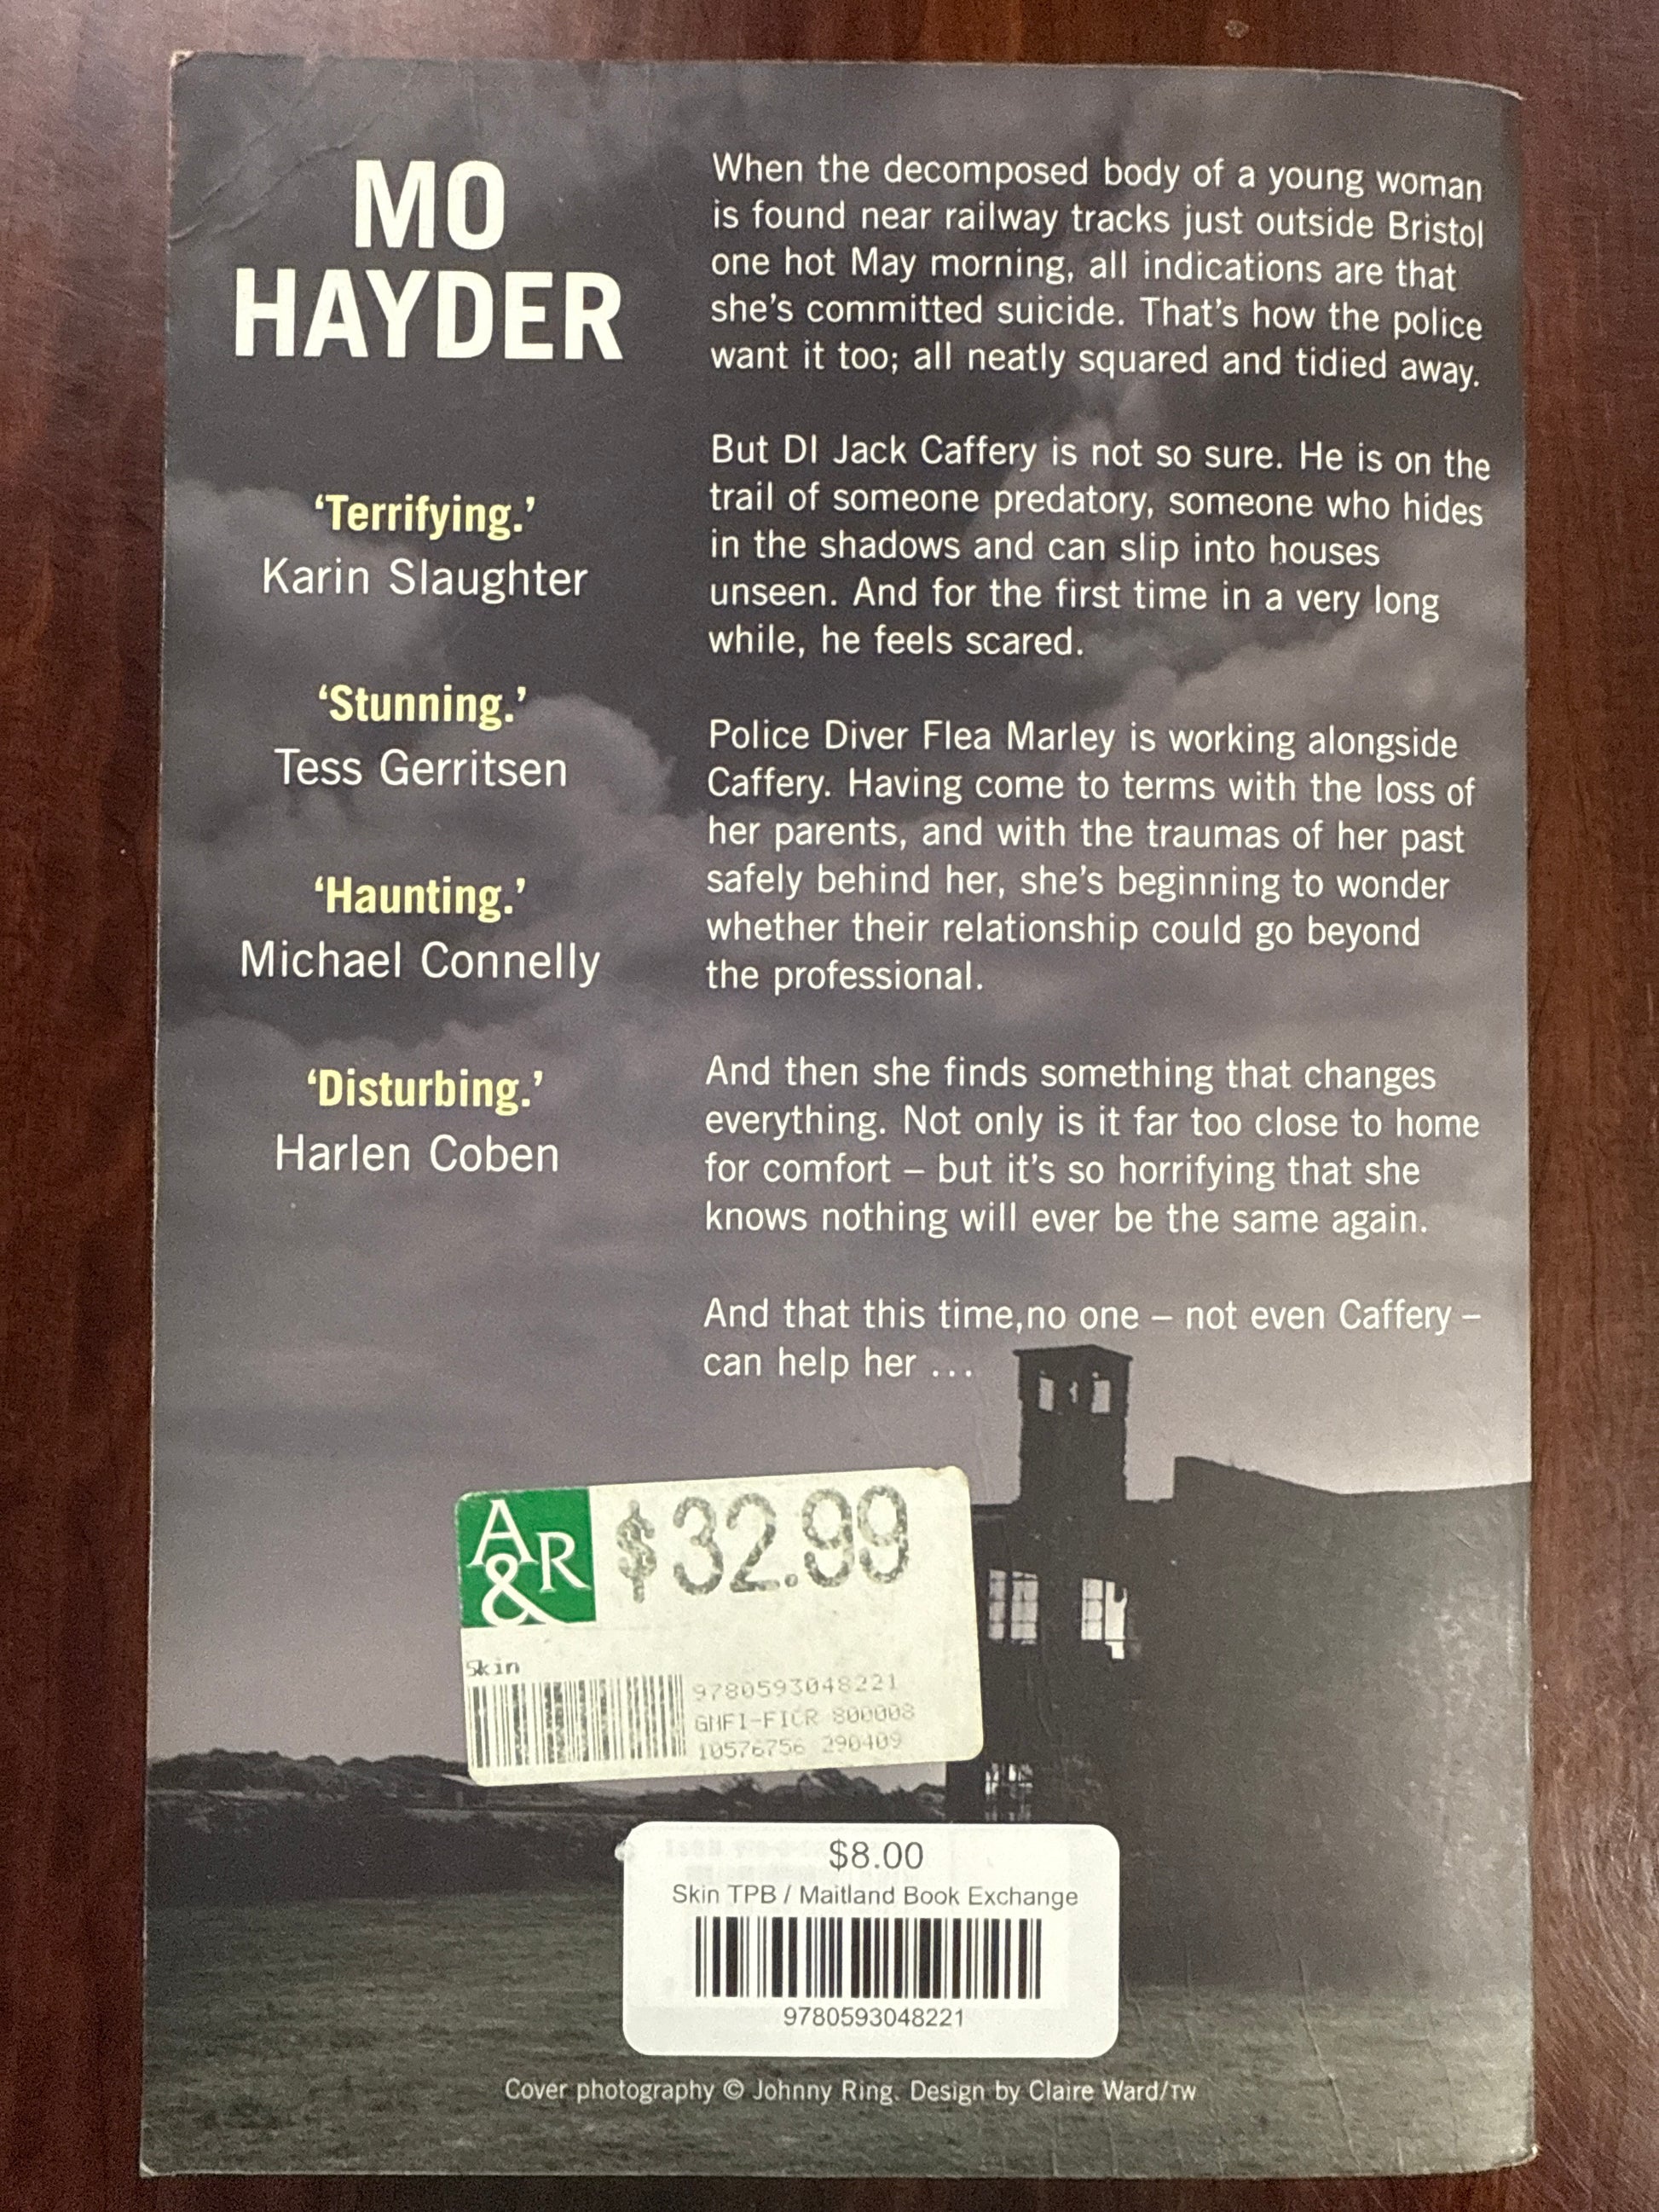 MO
HAYDER
‘Terrifying.’
Karin Slaughter
‘Stunning.’
Tess Gerritsen
‘Haunting.’
Michael Connelly
‘Disturbing.’
Harlen Coben
When the decomposed body of a young woman
is found near railway tracks just outside Bristol
one hot May morning, all indications are that
she’s committed suicide. That’s how the police
want it too; all neatly squared and tidied away.
But DI Jack Caffery is not so sure. He is on the
trail of someone predatory, someone who hides
in the shadows and can slip into houses
unseen. And for the first time in a very long
while, he feels scared.
Police Diver Flea Marley is working alongside
Caffery. Having come to terms with the loss of
her parents, and with the traumas of her past
safely behind her, she’s beginning to wonder
whether their relationship could go beyond
the professional.
And then she finds something that changes
everything. Not only is it far too close to home
for comfort – but it’s so horrifying that she
knows nothing will ever be the same again.
And that this time,no one – not even Caffery –
can help her ...
A&R $32.99
Skin
9780593048221
GNFI-FICR 800008
10576756 290409
$8.00
Skin TPB / Maitland Book Exchange
9780593048221
Cover photography © Johnny Ring. Design by Claire Ward/TW